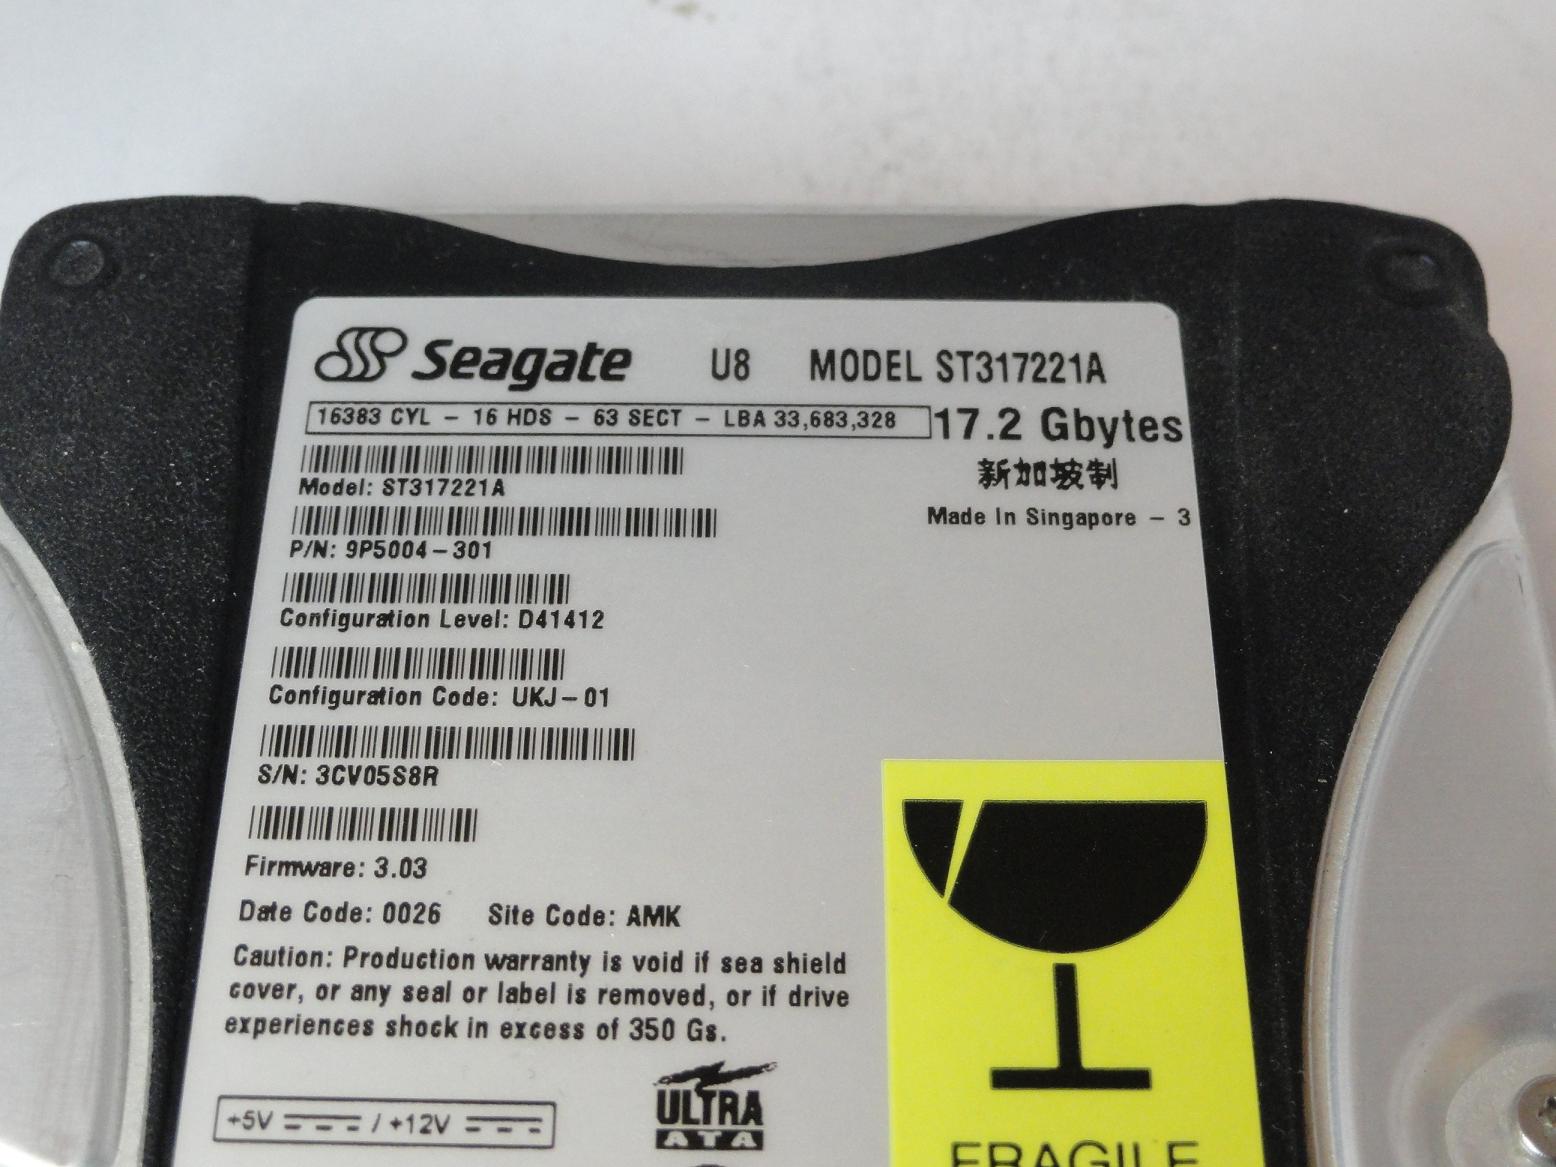 Seagate U8 MODEL ST317221A
16383 CYL – 16 HDS – 63 SECT – LBA 33,683,328 17.2 Gbytes
新加坡制
Model: ST317221A
Made In Singapore – 3
P/N: 9P5004–301
Configuration Level: D41412
Configuration Code: UKJ–01
S/N: 3CV05S8R
Firmware: 3.03
Date Code: 0026 Site Code: AMK
Caution: Production warranty is void if sea shield
cover, or any seal or label is removed, or if drive
experiences shock in excess of 350 Gs.
+5V / +12V
ULTRA
ATA
FRAGILE